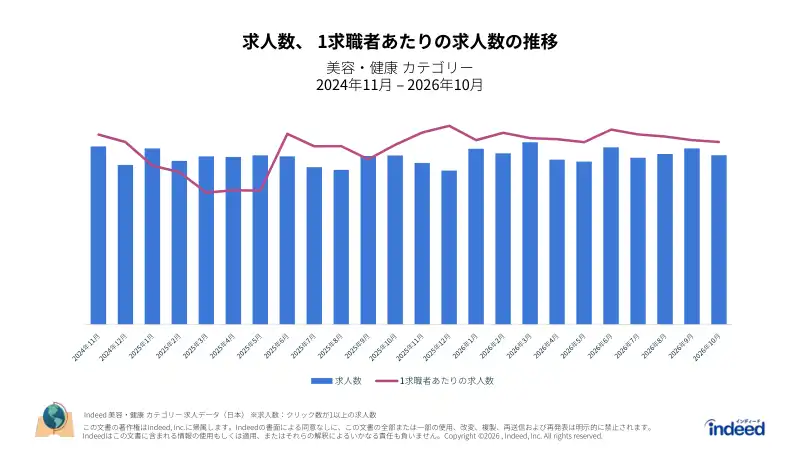 求人数、 1求職者あたりの求人数の推移
美容・健康 カテゴリー
2024年11月 – 2026年10月
2024年11月
2024年12月
2025年1月
2025年2月
2025年3月
2025年4月
2025年5月
2025年6月
2025年7月
2025年8月
2025年9月
2025年10月
2025年11月
2025年12月
2026年1月
2026年2月
2026年3月
2026年4月
2026年5月
2026年6月
2026年7月
2026年8月
2026年9月
2026年10月
求人数
1求職者あたりの求人数
Indeed 美容・健康 カテゴリー 求人データ（日本） ※求人数：クリック数が1以上の求人数
この文書の著作権はIndeed, Inc.に帰属します。Indeedの書面による同意なしに、この文書の全部または一部の使用、改変、複製、再送信および再発表は明示的に禁止されます。
Indeedはこの文書に含まれる情報の使用もしくは適用、またはそれらの解釈によるいかなる責任も負いません。Copyright ©2026 , Indeed, Inc. All rights reserved.
インディード
indeed